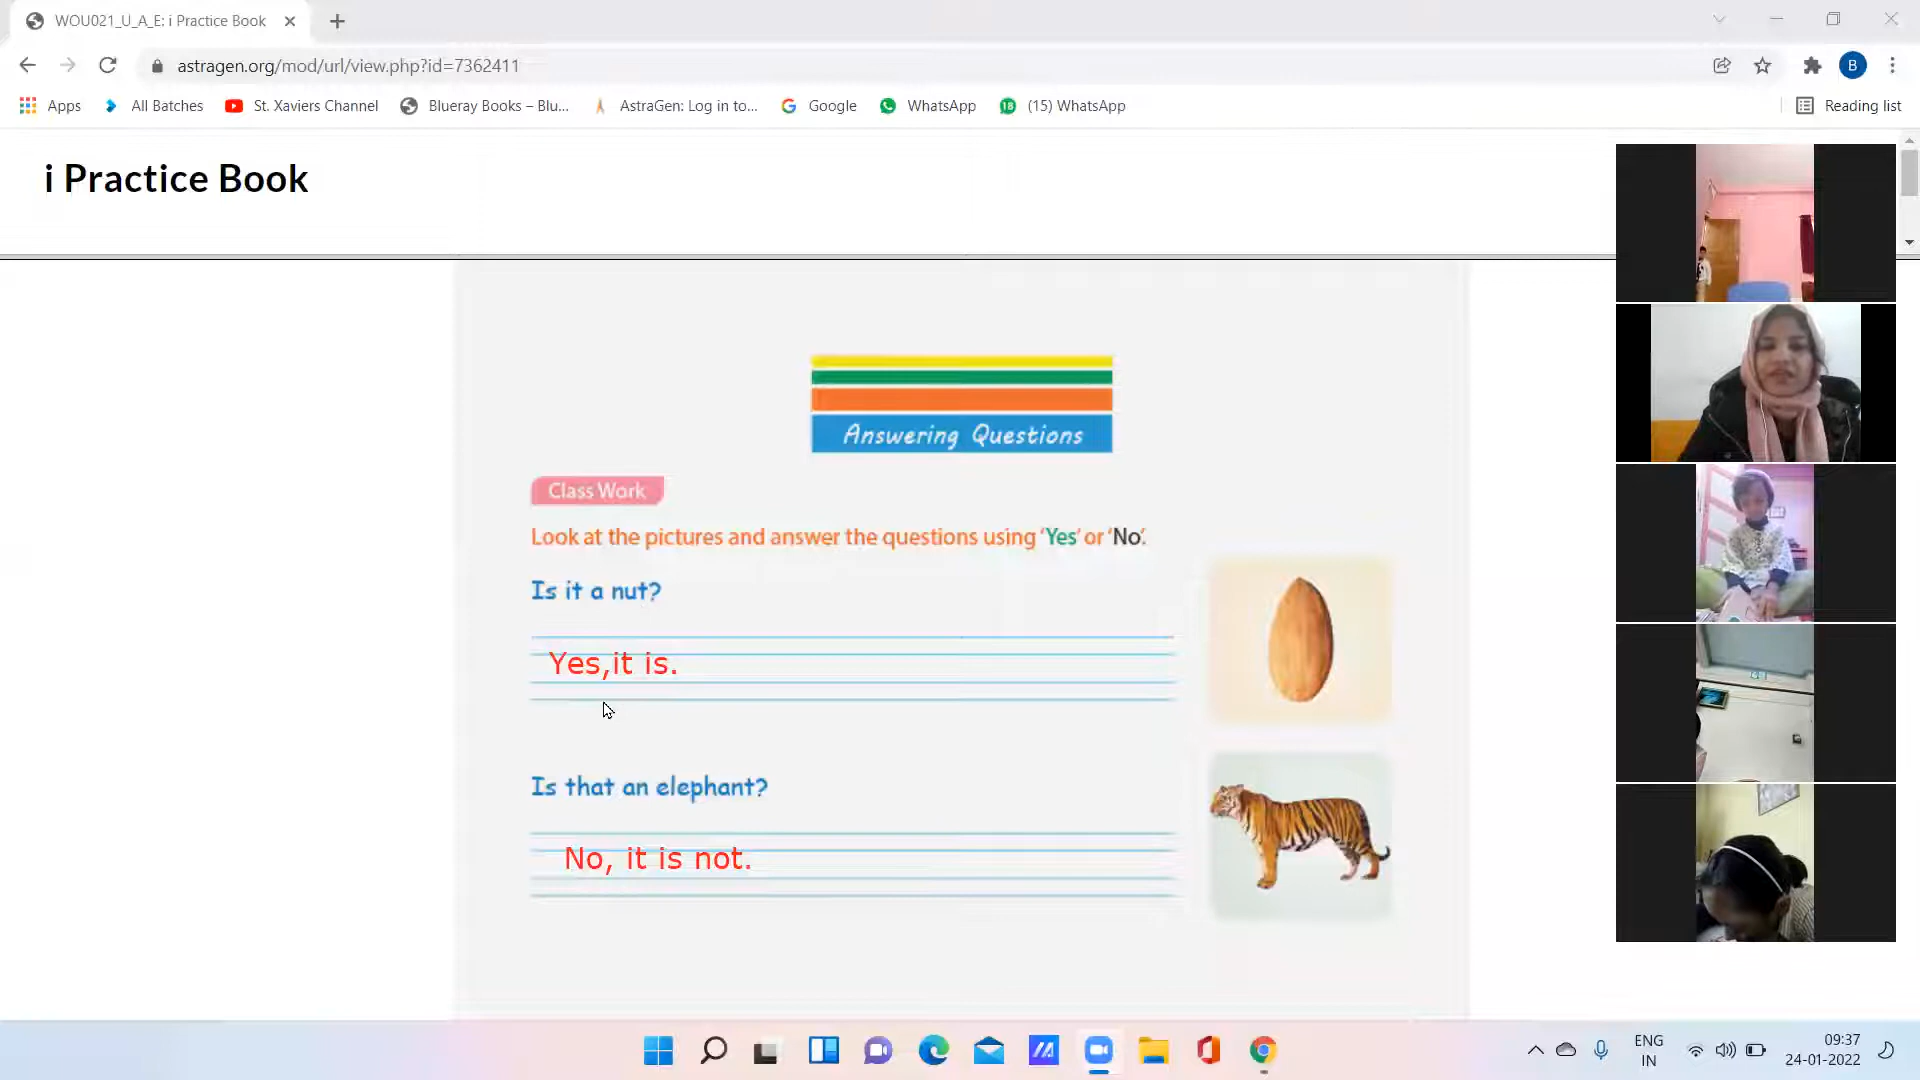 WOU021_U_A_E: i Practice Book
astragen.org/mod/url/view.php?id=7362411
B
Apps
All Batches
St. Xaviers Channel
Blueray Books – Blu...
AstraGen: Log in to...
Google
WhatsApp
18
(15) WhatsApp
Reading list
i Practice Book
Answering Questions
Class Work
Look at the pictures and answer the questions using ‘Yes’ or ‘No’.
Is it a nut?
Yes,it is.
Is that an elephant?
No, it is not.
ENG
IN
09:37
24-01-2022